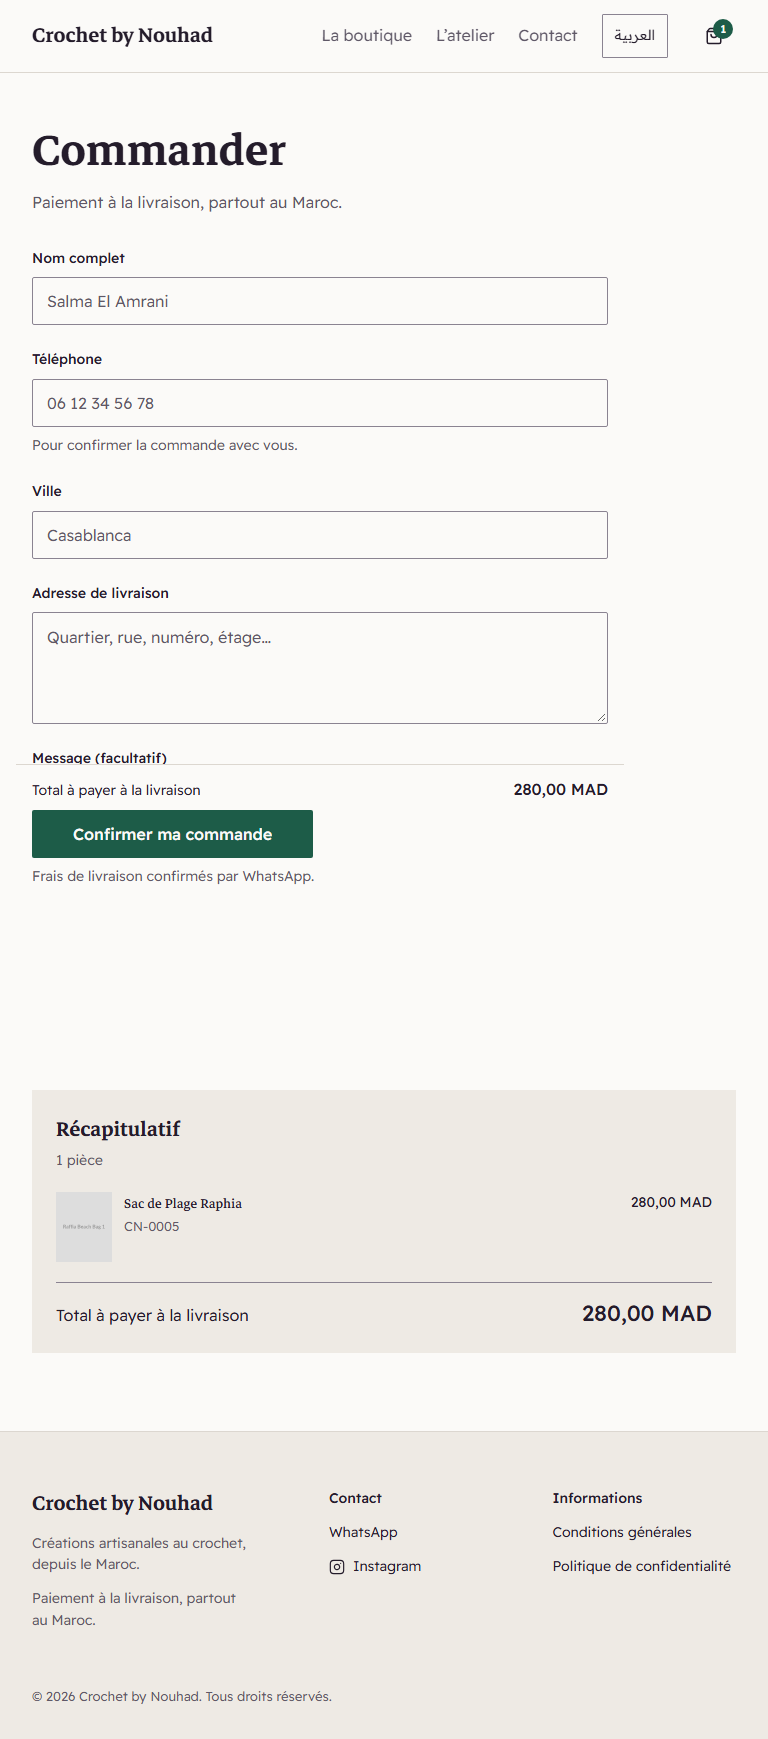 Crochet by Nouhad
La boutique
L’atelier
Contact
العربية
1
Commander
Paiement à la livraison, partout au Maroc.
Nom complet
Salma El Amrani
Téléphone
06 12 34 56 78
Pour confirmer la commande avec vous.
Ville
Casablanca
Adresse de livraison
Quartier, rue, numéro, étage…
Message (facultatif)
Total à payer à la livraison 280,00 MAD
Confirmer ma commande
Frais de livraison confirmés par WhatsApp.
Récapitulatif
1 pièce
Raffia Beach Bag 1
Sac de Plage Raphia 280,00 MAD
CN-0005
Total à payer à la livraison 280,00 MAD
Crochet by Nouhad
Créations artisanales au crochet,
depuis le Maroc.
Paiement à la livraison, partout
au Maroc.
Contact
WhatsApp
Instagram
Informations
Conditions générales
Politique de confidentialité
© 2026 Crochet by Nouhad. Tous droits réservés.